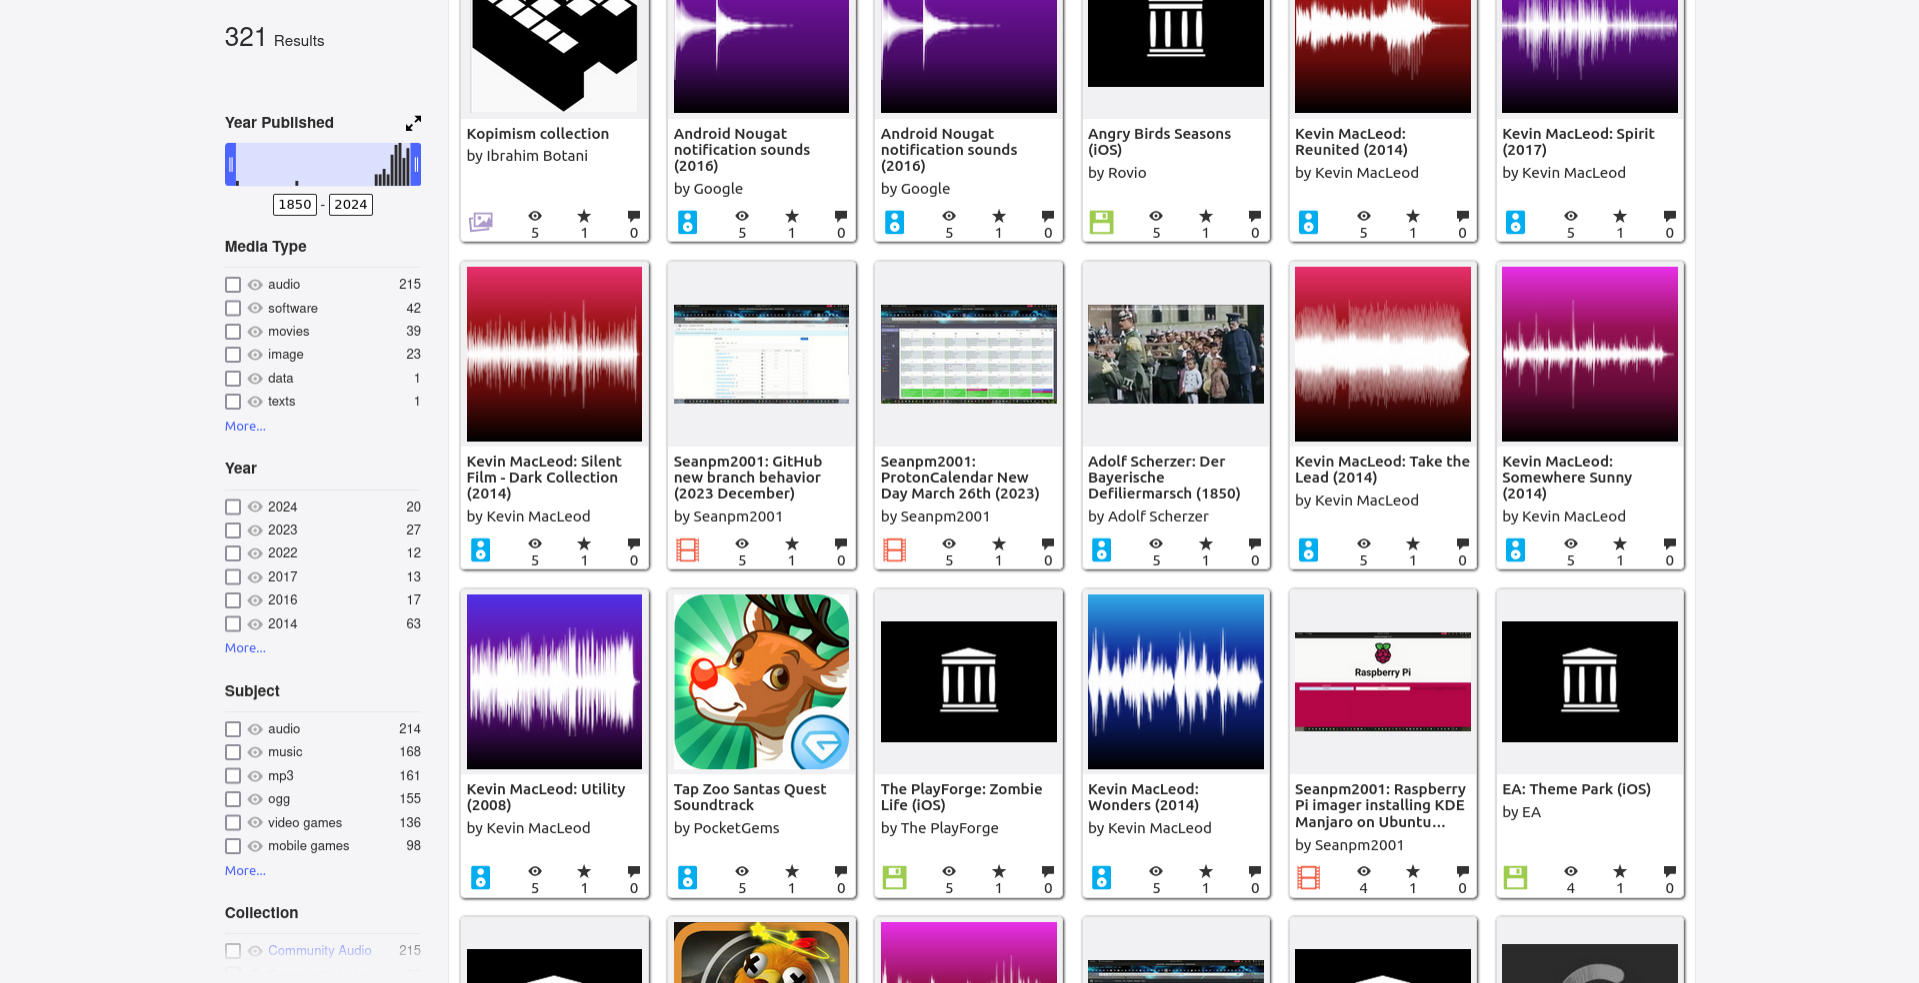 321 Results
Year Published
1850 - 2024
Media Type
audio 215
software 42
movies 39
image 23
data 1
texts 1
More...
Year
2024 20
2023 27
2022 12
2017 13
2016 17
2014 63
More...
Subject
audio 214
music 168
mp3 161
ogg 155
video games 136
mobile games 98
More...
Collection
Community Audio 215
Kopimism collection
by Ibrahim Botani
5 1 0
Android Nougat
notification sounds
(2016)
by Google
5 1 0
Android Nougat
notification sounds
(2016)
by Google
5 1 0
Angry Birds Seasons
(iOS)
by Rovio
5 1 0
Kevin MacLeod:
Reunited (2014)
by Kevin MacLeod
5 1 0
Kevin MacLeod: Spirit
(2017)
by Kevin MacLeod
5 1 0
Kevin MacLeod: Silent
Film - Dark Collection
(2014)
by Kevin MacLeod
5 1 0
Seanpm2001: GitHub
new branch behavior
(2023 December)
by Seanpm2001
5 1 0
Seanpm2001:
ProtonCalendar New
Day March 26th (2023)
by Seanpm2001
5 1 0
Adolf Scherzer: Der
Bayerische
Defiliermarsch (1850)
by Adolf Scherzer
5 1 0
Kevin MacLeod: Take the
Lead (2014)
by Kevin MacLeod
5 1 0
Kevin MacLeod:
Somewhere Sunny
(2014)
by Kevin MacLeod
5 1 0
Kevin MacLeod: Utility
(2008)
by Kevin MacLeod
5 1 0
Tap Zoo Santas Quest
Soundtrack
by PocketGems
5 1 0
The PlayForge: Zombie
Life (iOS)
by The PlayForge
5 1 0
Kevin MacLeod:
Wonders (2014)
by Kevin MacLeod
5 1 0
Raspberry Pi
Seanpm2001: Raspberry
Pi imager installing KDE
Manjaro on Ubuntu...
by Seanpm2001
4 1 0
EA: Theme Park (iOS)
by EA
4 1 0